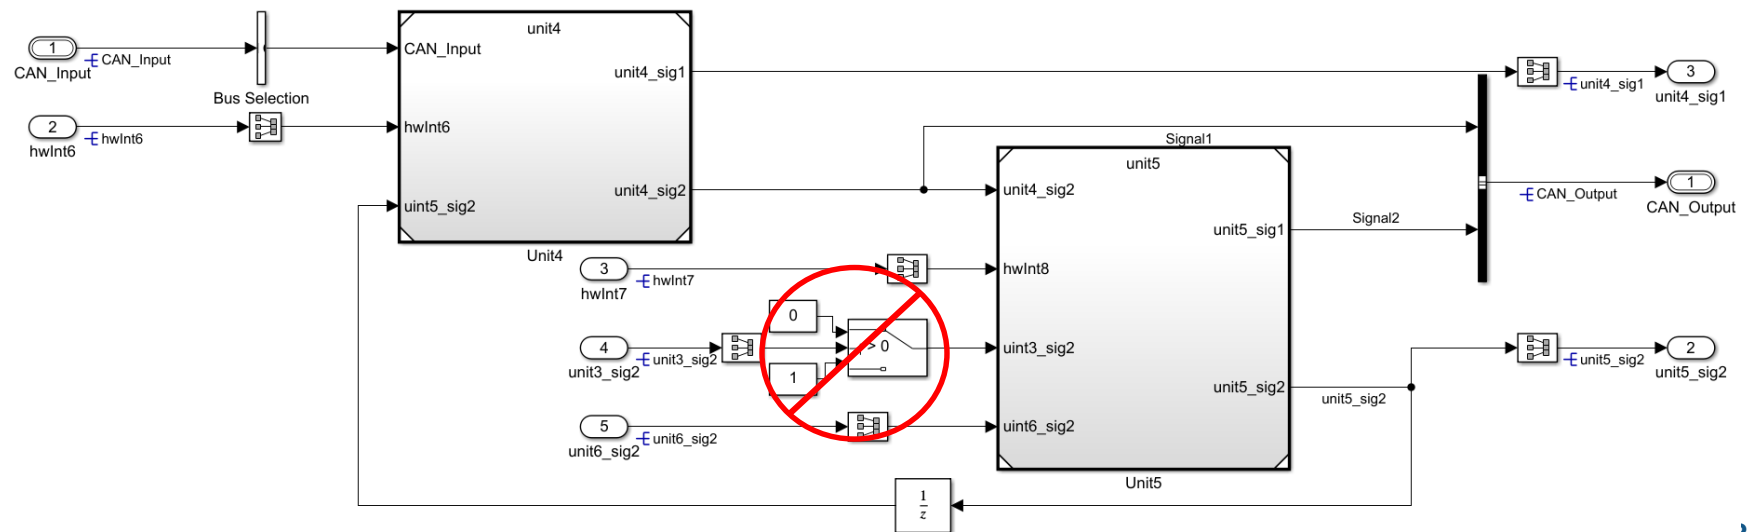 1
CAN_Input
CAN_Input
Bus Selection
2
hwInt6
hwInt6
unit4
CAN_Input
hwInt6
uint5_sig2
unit4_sig1
unit4_sig2
Unit4
3
hwInt7
hwInt7
4
unit3_sig2
unit3_sig2
5
unit6_sig2
unit6_sig2
0
1
> 0
Signal1
unit5
unit4_sig2
hwInt8
uint3_sig2
uint6_sig2
unit5_sig1
unit5_sig2
Unit5
Signal2
unit5_sig2
1
z
unit4_sig1
3
unit4_sig1
CAN_Output
1
CAN_Output
unit5_sig2
2
unit5_sig2